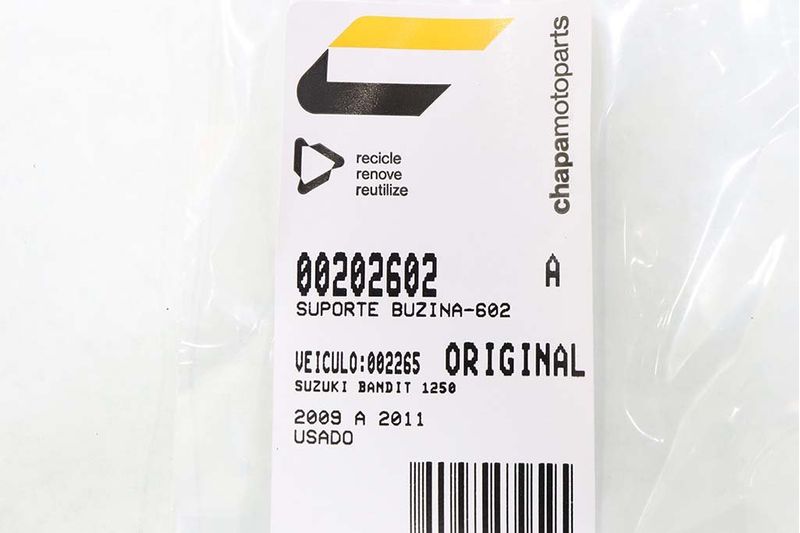 chapamotoparts
recicle
renove
reutilize
00202602 A
SUPORTE BUZINA-602
VEICULO:002265 ORIGINAL
SUZUKI BANDIT 1250
2009 A 2011
USADO